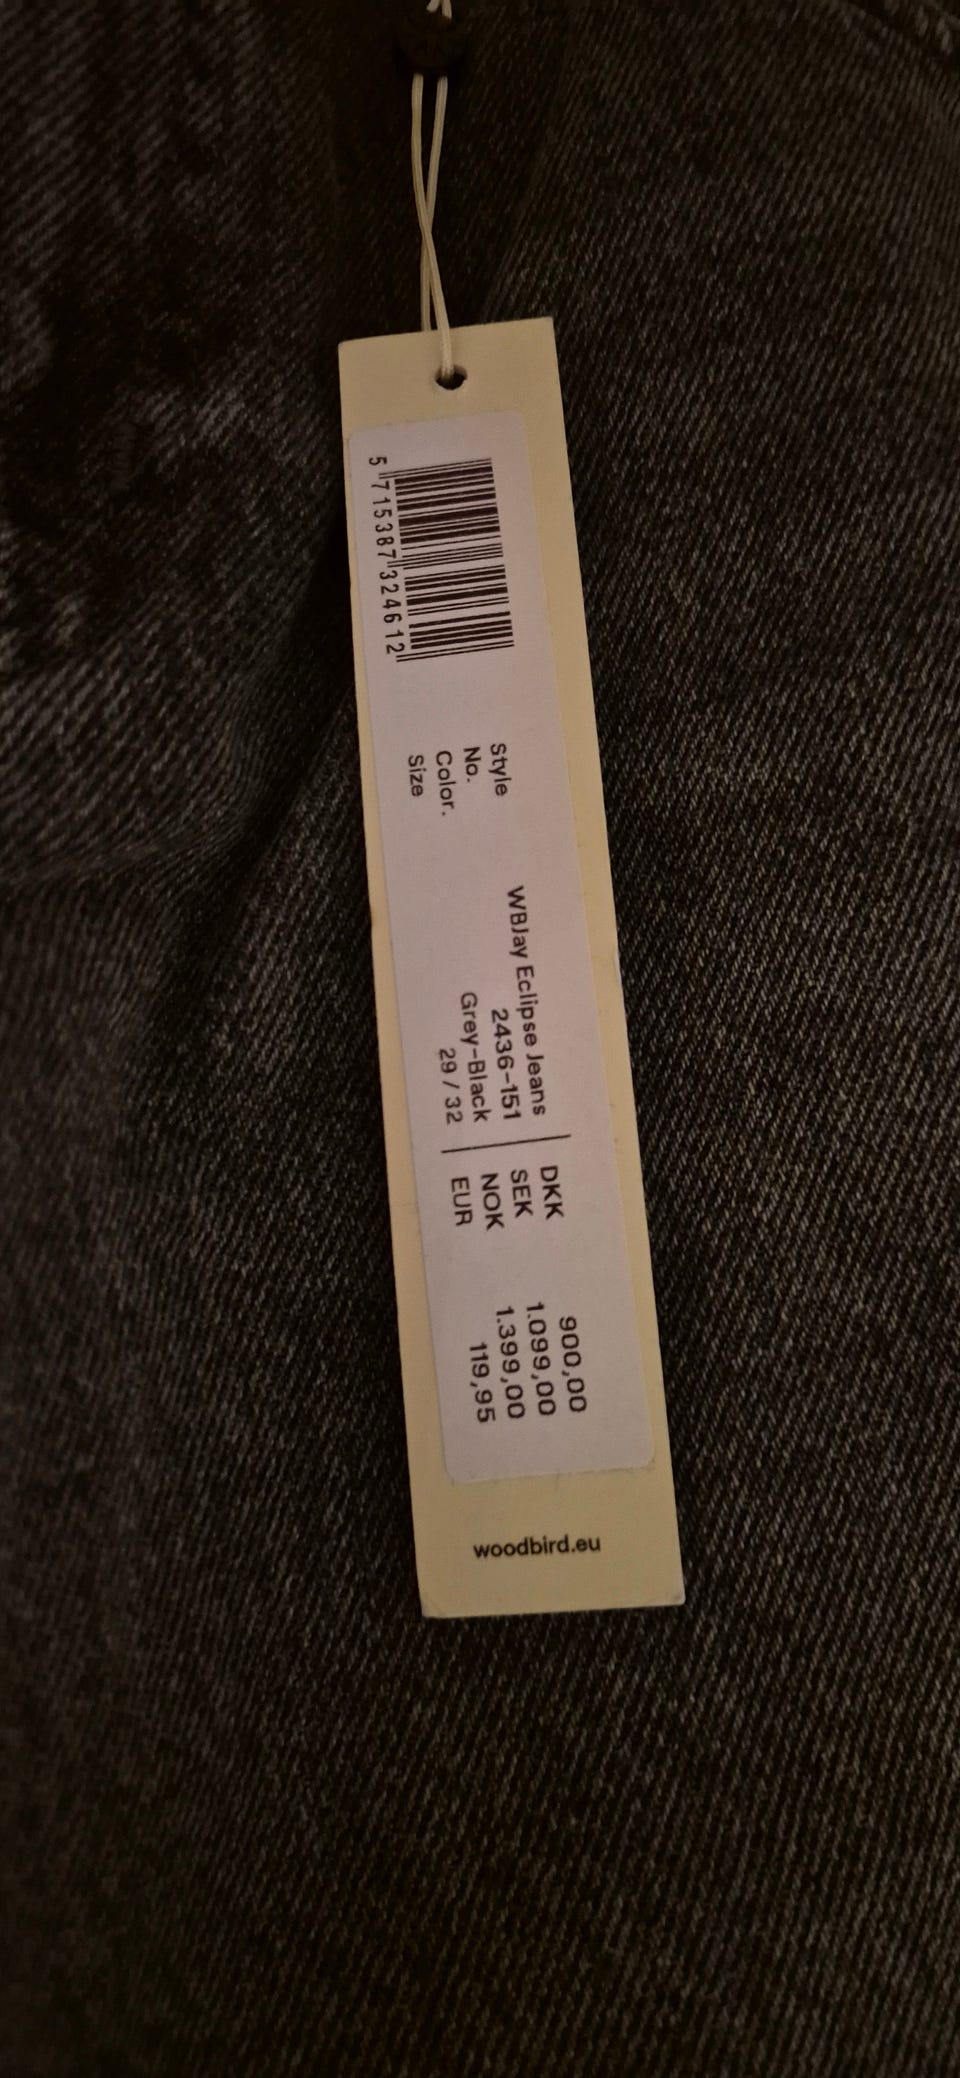 5 715387 324612
Style WBJay Eclipse Jeans DKK 900,00
No. 2436-151 SEK 1.099,00
Color. Grey-Black NOK 1.399,00
Size 29 / 32 EUR 119,95
woodbird.eu